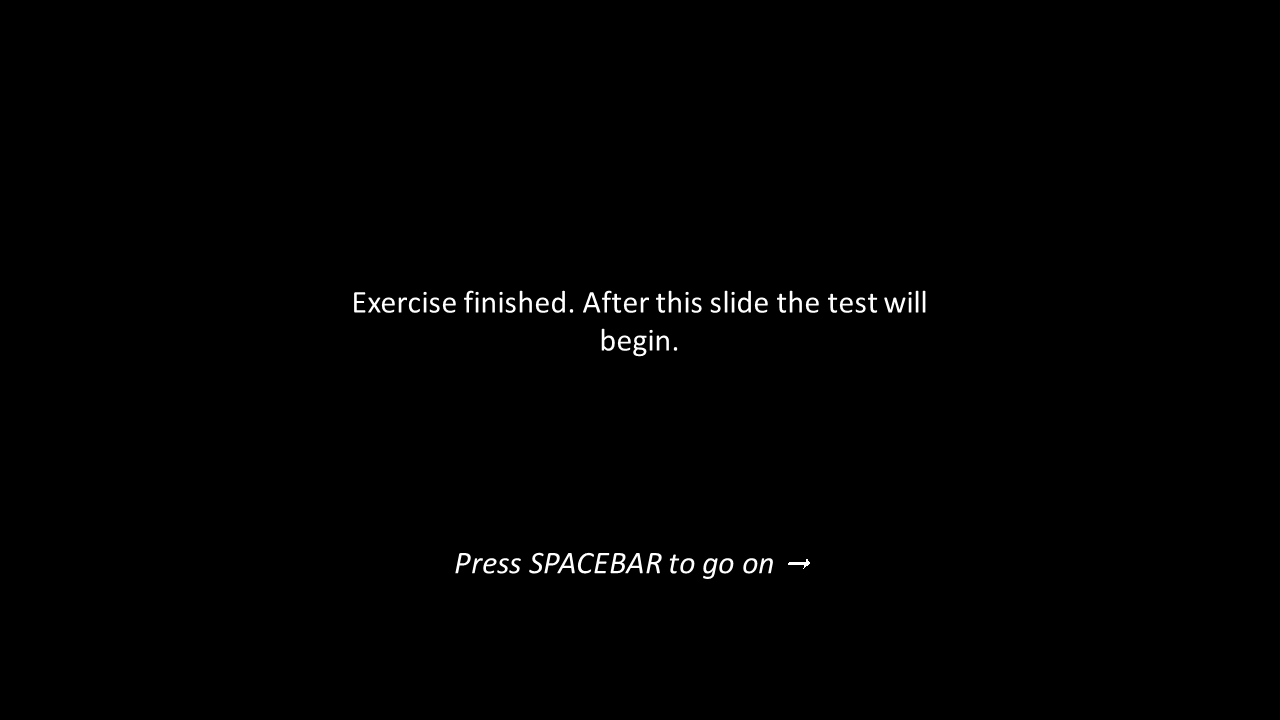 Exercise finished. After this slide the test will
begin.
Press SPACEBAR to go on →